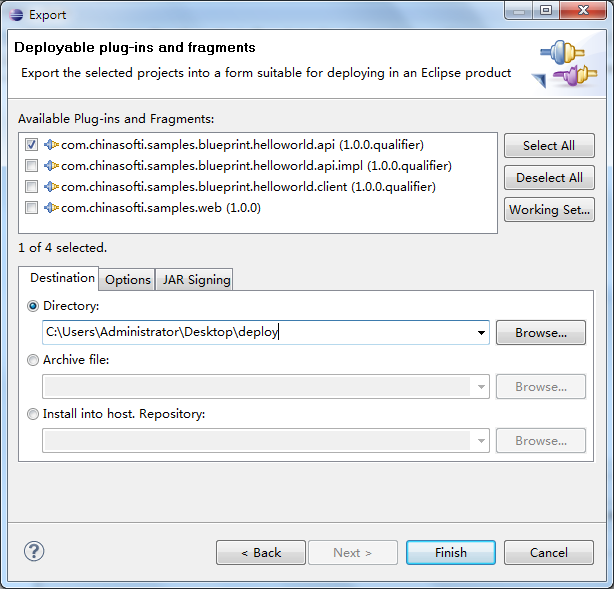 Export
Deployable plug-ins and fragments
Export the selected projects into a form suitable for deploying in an Eclipse product
Available Plug-ins and Fragments:
com.chinasofti.samples.blueprint.helloworld.api (1.0.0.qualifier)
Select All
com.chinasofti.samples.blueprint.helloworld.api.impl (1.0.0.qualifier)
com.chinasofti.samples.blueprint.helloworld.client (1.0.0.qualifier)
Deselect All
com.chinasofti.samples.web (1.0.0)
Working Set...
1 of 4 selected.
Destination Options JAR Signing
Directory:
C:\Users\Administrator\Desktop\deploy Browse...
Archive file:
Browse...
Install into host. Repository:
Browse...
? < Back Next > Finish Cancel